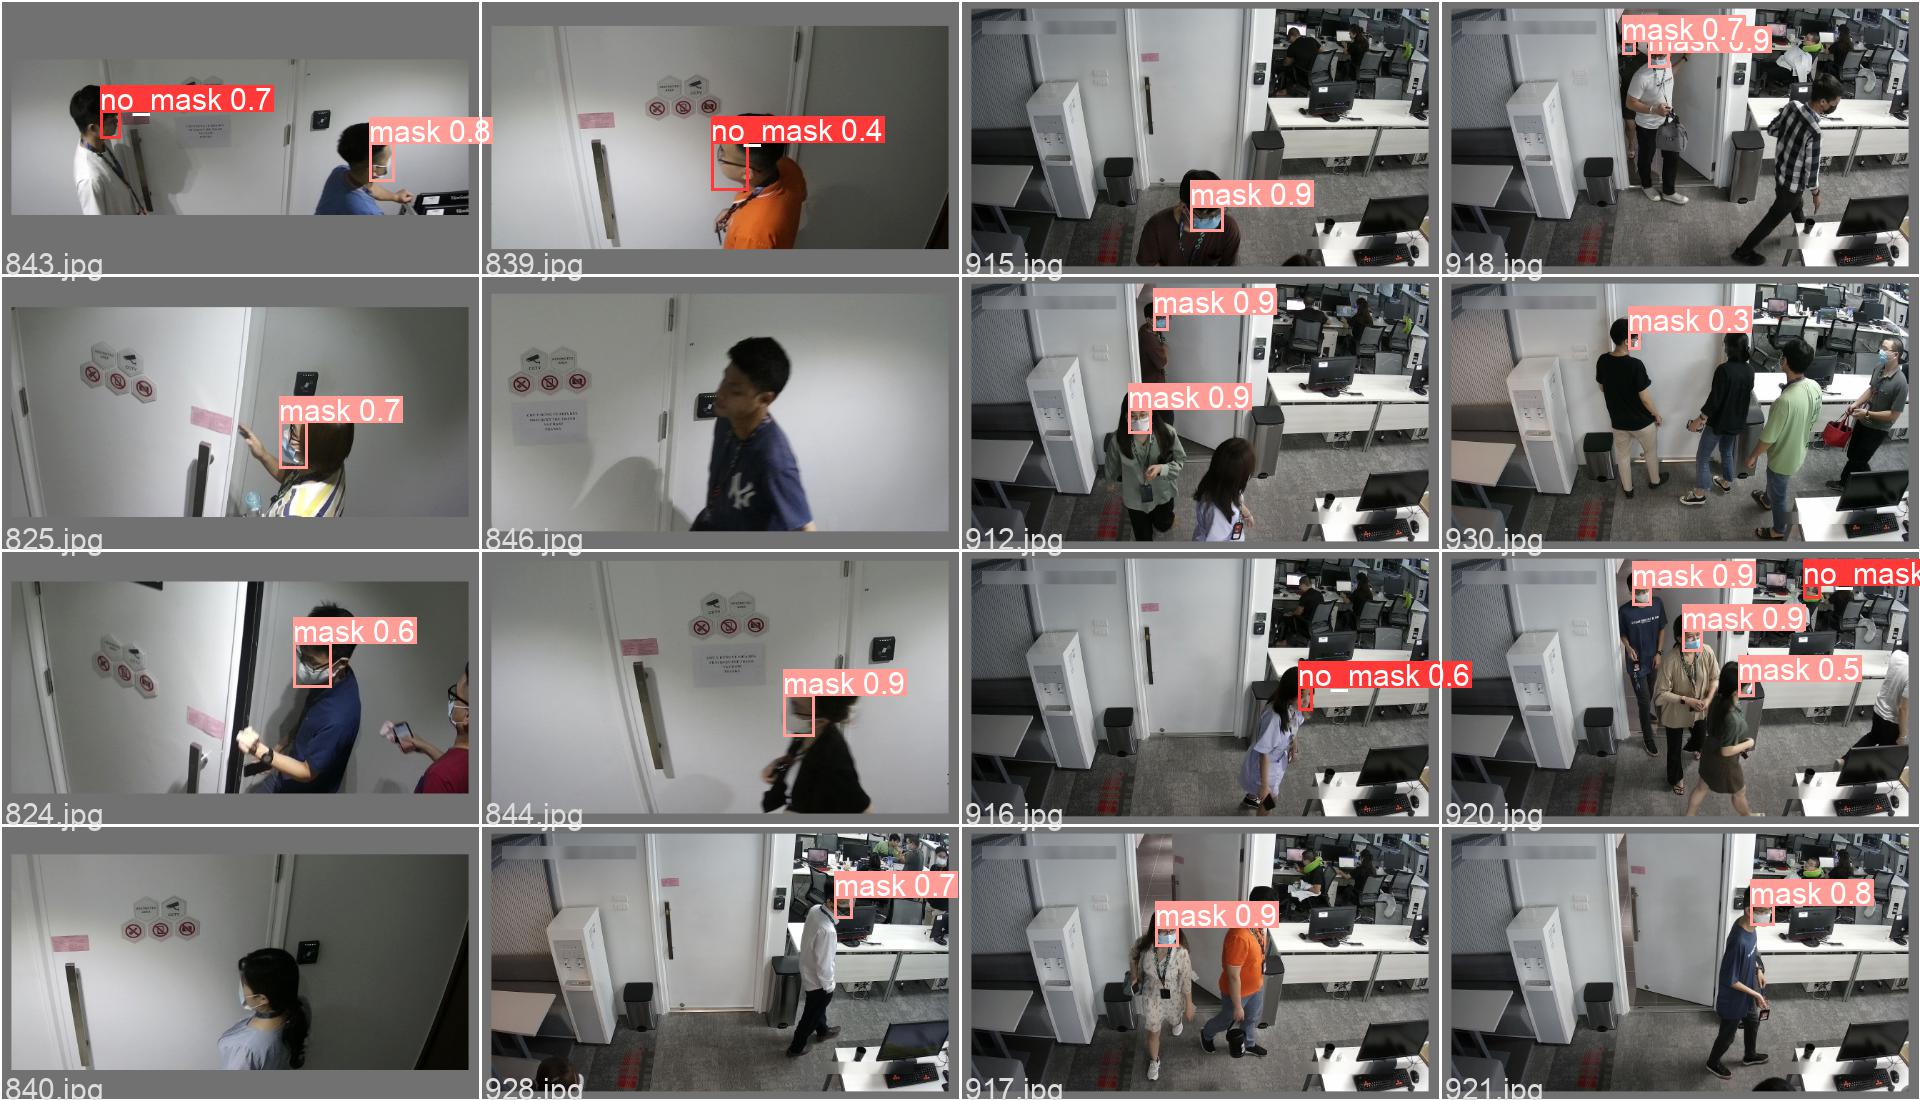 no_mask 0.7
mask 0.8
843.jpg
no_mask 0.4
839.jpg
mask 0.9
915.jpg
mask 0.7
mask 0.9
918.jpg
mask 0.7
825.jpg
CCTV
846.jpg
mask 0.9
mask 0.9
912.jpg
mask 0.3
930.jpg
mask 0.6
824.jpg
mask 0.9
844.jpg
no_mask 0.6
916.jpg
mask 0.9
no_mask
mask 0.9
mask 0.5
920.jpg
840.jpg
mask 0.7
928.jpg
mask 0.9
917.jpg
mask 0.8
921.jpg